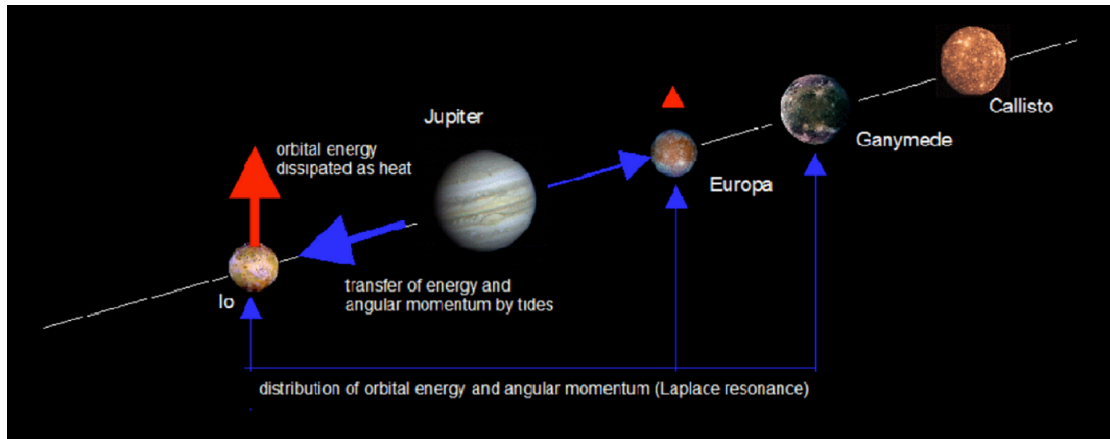 Jupiter
Callisto
Ganymede
orbital energy
dissipated as heat
Europa
transfer of energy and
angular momentum by tides
Io
distribution of orbital energy and angular momentum (Laplace resonance)